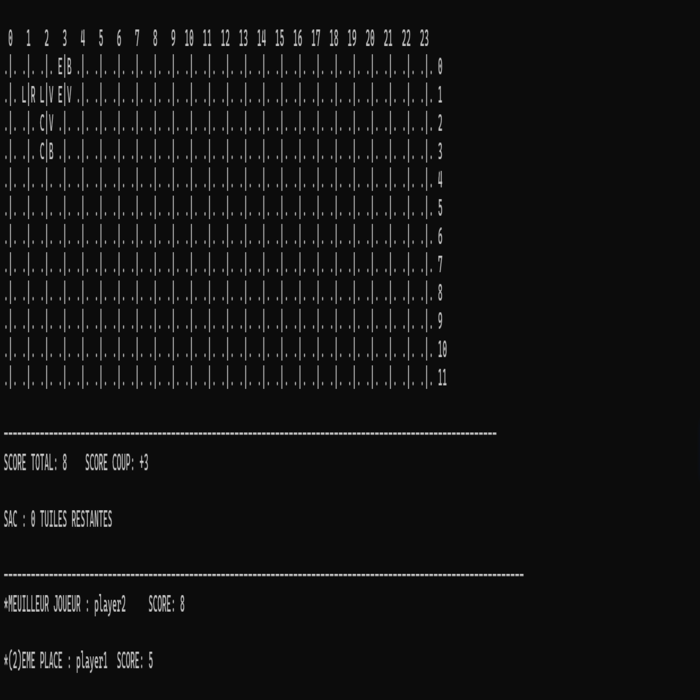 0 1 2 3 4 5 6 7 8 9 10 11 12 13 14 15 16 17 18 19 20 21 22 23
.|. .|. .|. E|B .|. .|. .|. .|. .|. .|. .|. .|. .|. .|. .|. .|. .|. .|. .|. .|. .|. .|. .|. .|. 0
.|. L|R L|V E|V .|. .|. .|. .|. .|. .|. .|. .|. .|. .|. .|. .|. .|. .|. .|. .|. .|. .|. .|. .|. 1
.|. .|. C|V .|. .|. .|. .|. .|. .|. .|. .|. .|. .|. .|. .|. .|. .|. .|. .|. .|. .|. .|. .|. .|. 2
.|. .|. C|B .|. .|. .|. .|. .|. .|. .|. .|. .|. .|. .|. .|. .|. .|. .|. .|. .|. .|. .|. .|. .|. 3
.|. .|. .|. .|. .|. .|. .|. .|. .|. .|. .|. .|. .|. .|. .|. .|. .|. .|. .|. .|. .|. .|. .|. .|. 4
.|. .|. .|. .|. .|. .|. .|. .|. .|. .|. .|. .|. .|. .|. .|. .|. .|. .|. .|. .|. .|. .|. .|. .|. 5
.|. .|. .|. .|. .|. .|. .|. .|. .|. .|. .|. .|. .|. .|. .|. .|. .|. .|. .|. .|. .|. .|. .|. .|. 6
.|. .|. .|. .|. .|. .|. .|. .|. .|. .|. .|. .|. .|. .|. .|. .|. .|. .|. .|. .|. .|. .|. .|. .|. 7
.|. .|. .|. .|. .|. .|. .|. .|. .|. .|. .|. .|. .|. .|. .|. .|. .|. .|. .|. .|. .|. .|. .|. .|. 8
.|. .|. .|. .|. .|. .|. .|. .|. .|. .|. .|. .|. .|. .|. .|. .|. .|. .|. .|. .|. .|. .|. .|. .|. 9
.|. .|. .|. .|. .|. .|. .|. .|. .|. .|. .|. .|. .|. .|. .|. .|. .|. .|. .|. .|. .|. .|. .|. .|. 10
.|. .|. .|. .|. .|. .|. .|. .|. .|. .|. .|. .|. .|. .|. .|. .|. .|. .|. .|. .|. .|. .|. .|. .|. 11
SCORE TOTAL: 8 SCORE COUP: +3
SAC : 0 TUILES RESTANTES
*MEUILLEUR JOUEUR : player2 SCORE: 8
*(2)EME PLACE : player1 SCORE: 5